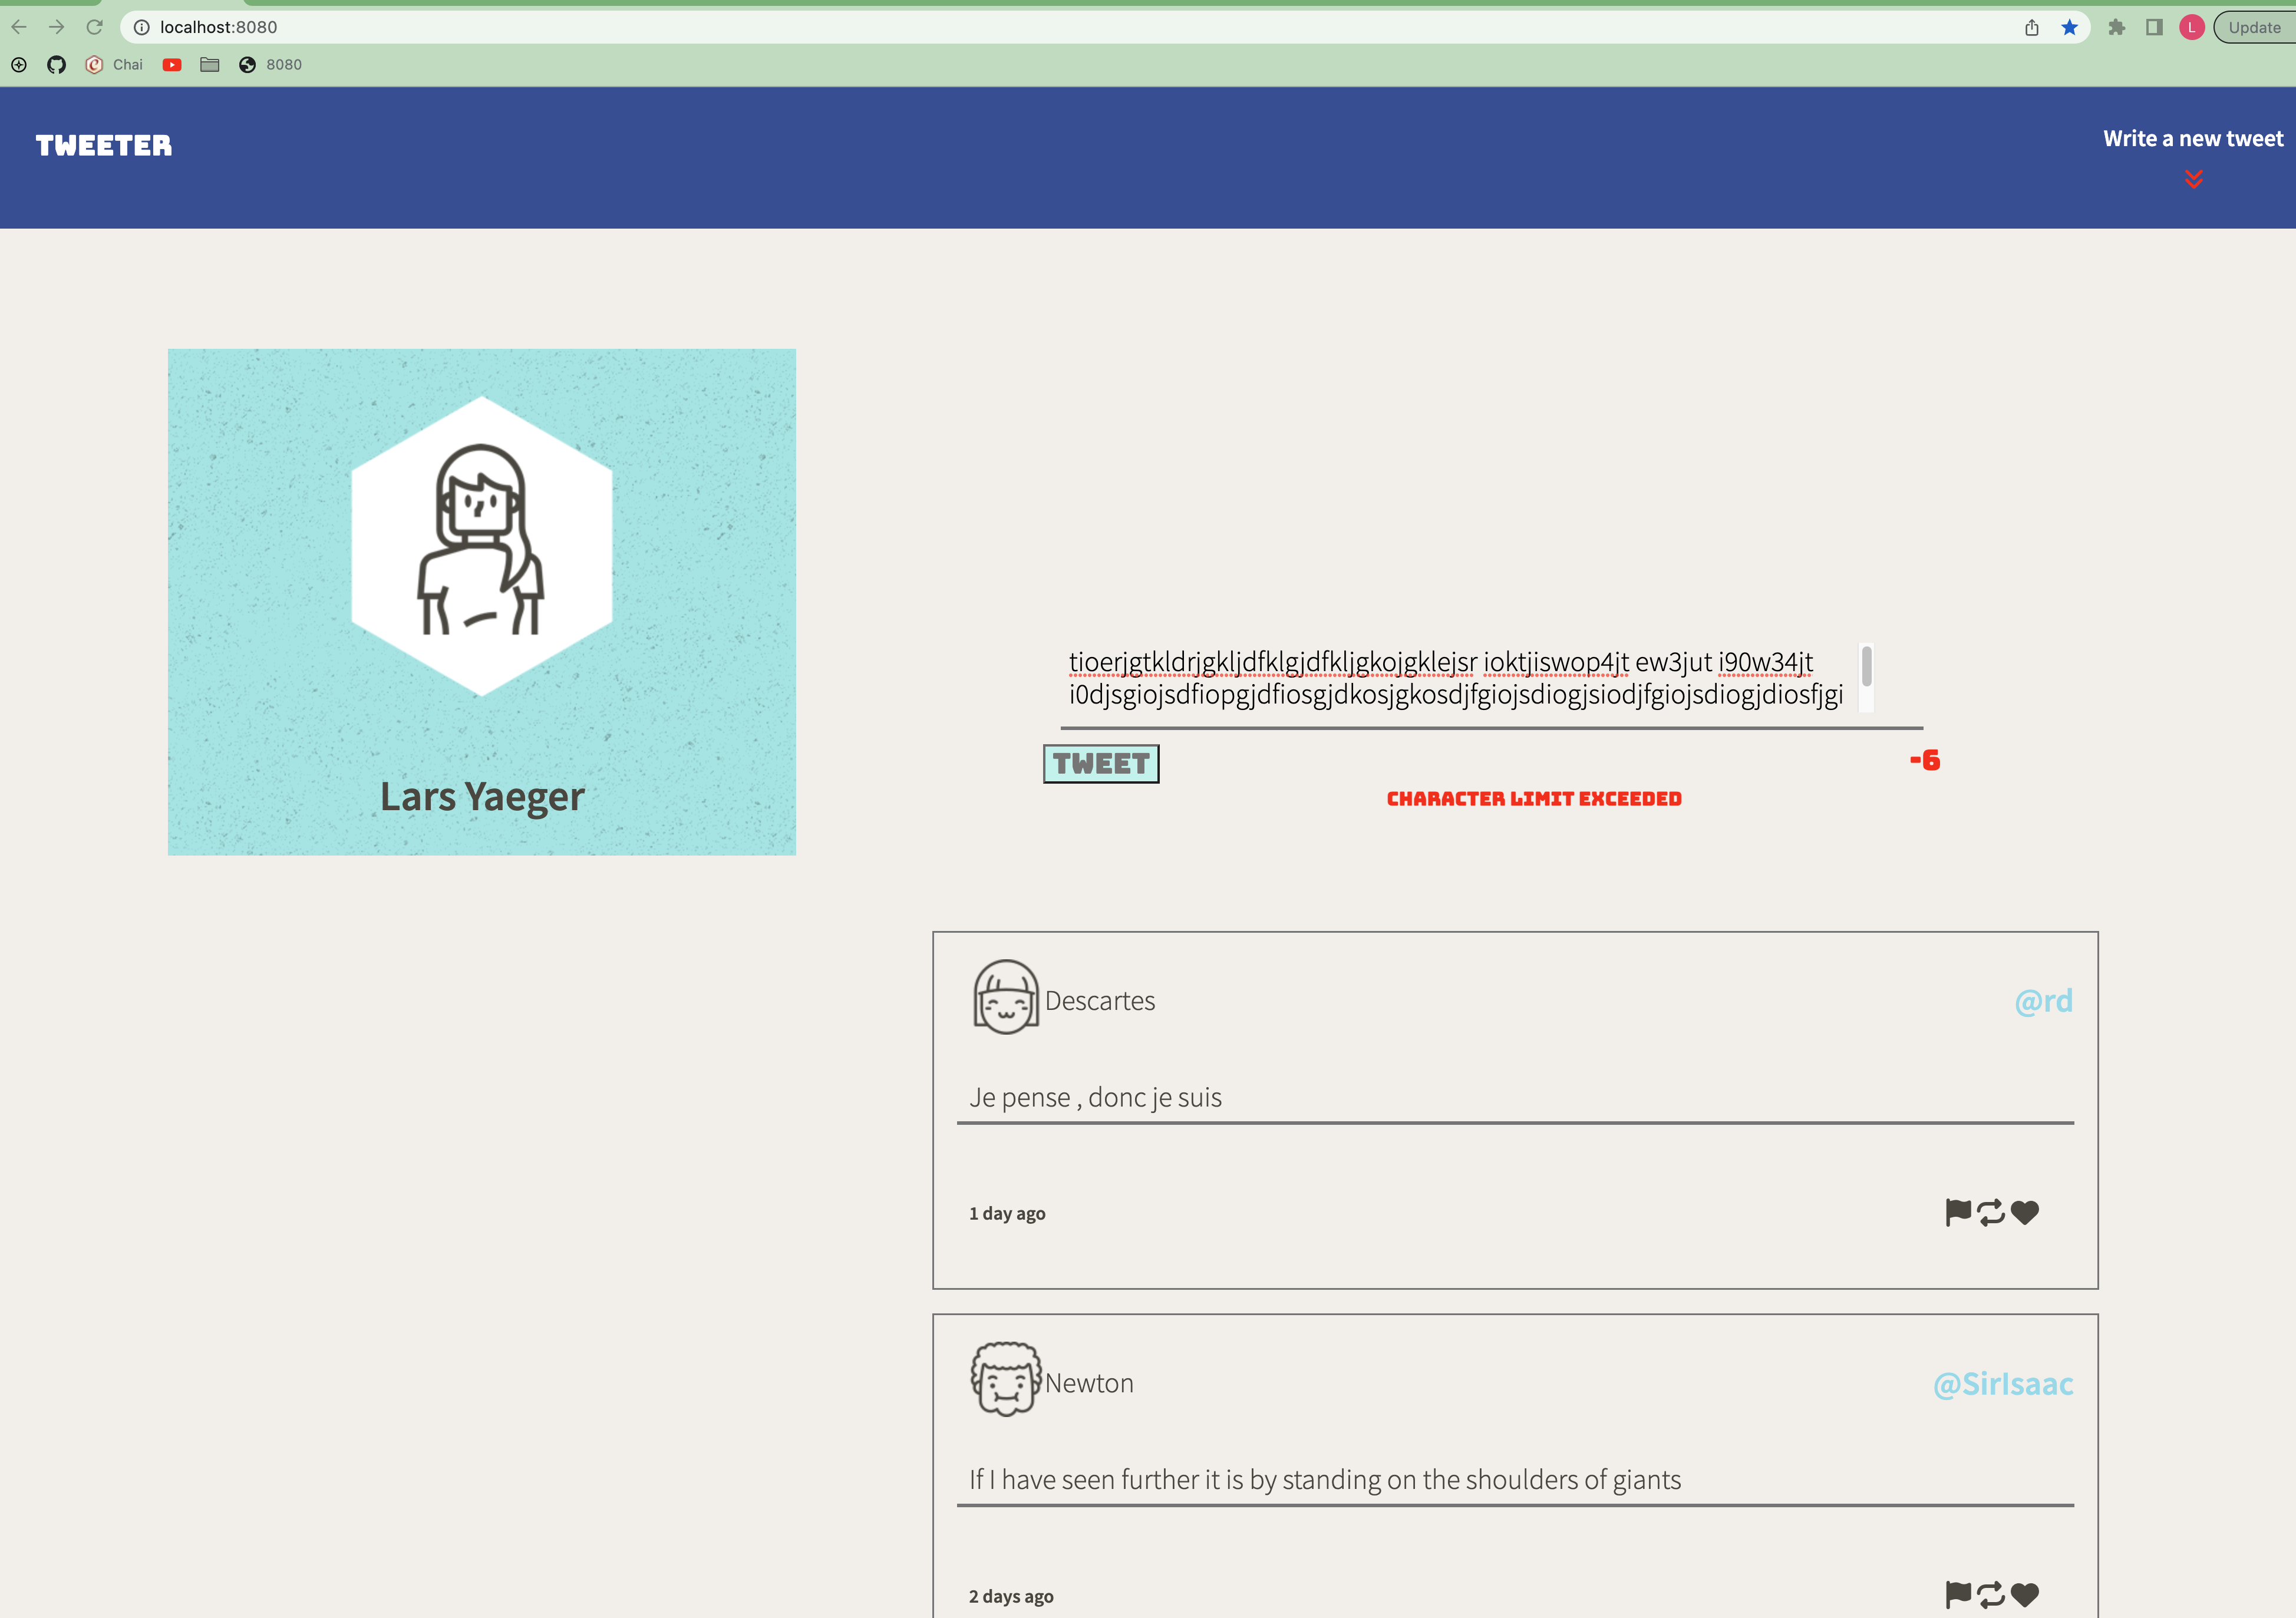 localhost:8080
L
Update
Chai
8080
TWEETER
Write a new tweet
Lars Yaeger
tioerjgtkldrjgkljdfklgjdfkljgkojgklejsr ioktjiswop4jt ew3jut i90w34jt
i0djsgiojsdfiopgjdfiosgjdkosjgkosdjfgiojsdiogjsiodjfgiojsdiogjdiosfjgi
TWEET
-6
CHARACTER LIMIT EXCEEDED
Descartes
@rd
Je pense , donc je suis
1 day ago
Newton
@SirIsaac
If I have seen further it is by standing on the shoulders of giants
2 days ago